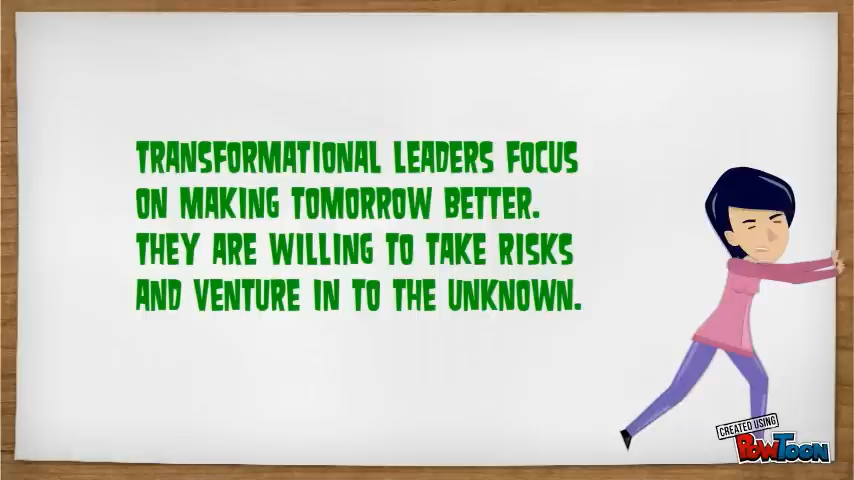 TRANSFORMATIONAL LEADERS FOCUS
ON MAKING TOMORROW BETTER.
THEY ARE WILLING TO TAKE RISKS
AND VENTURE IN TO THE UNKNOWN.
CREATED USING
POWTOON